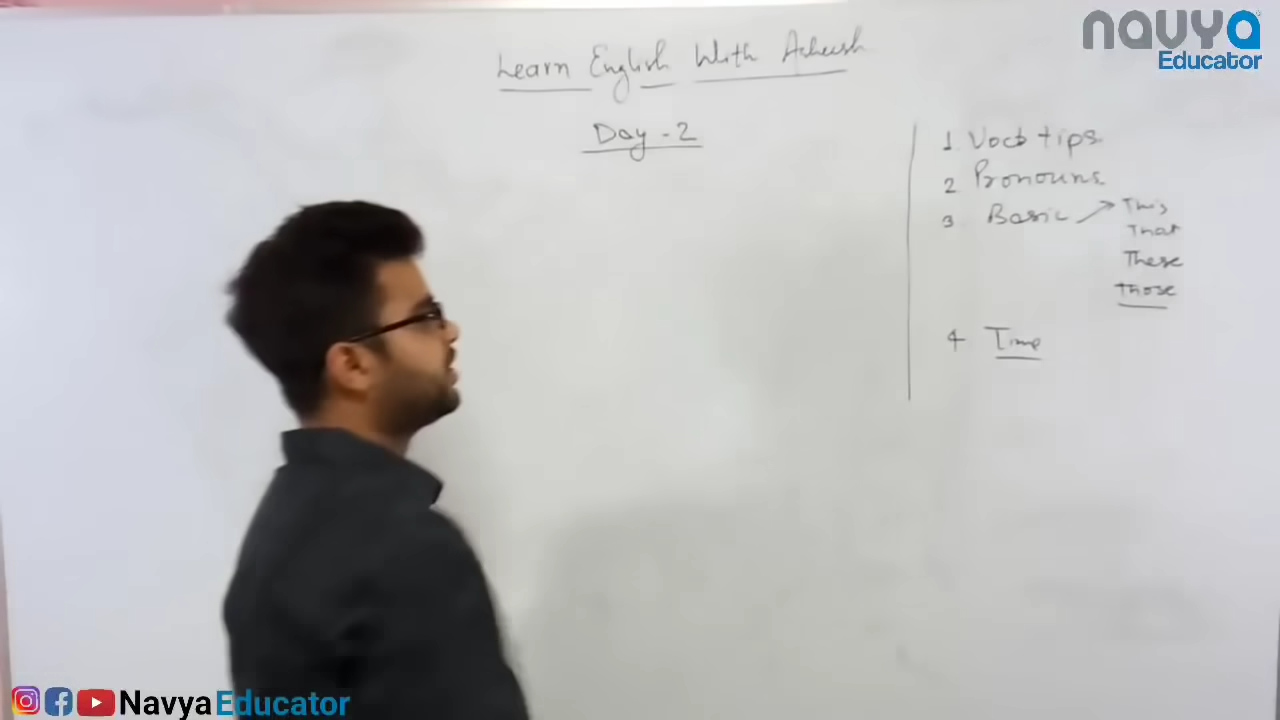 navya
Educator
Learn English With Asheesh
Day - 2
1 Vocb tips
2 Pronouns
3 Basic → This
That
These
Those
4 Time
NavyaEducator